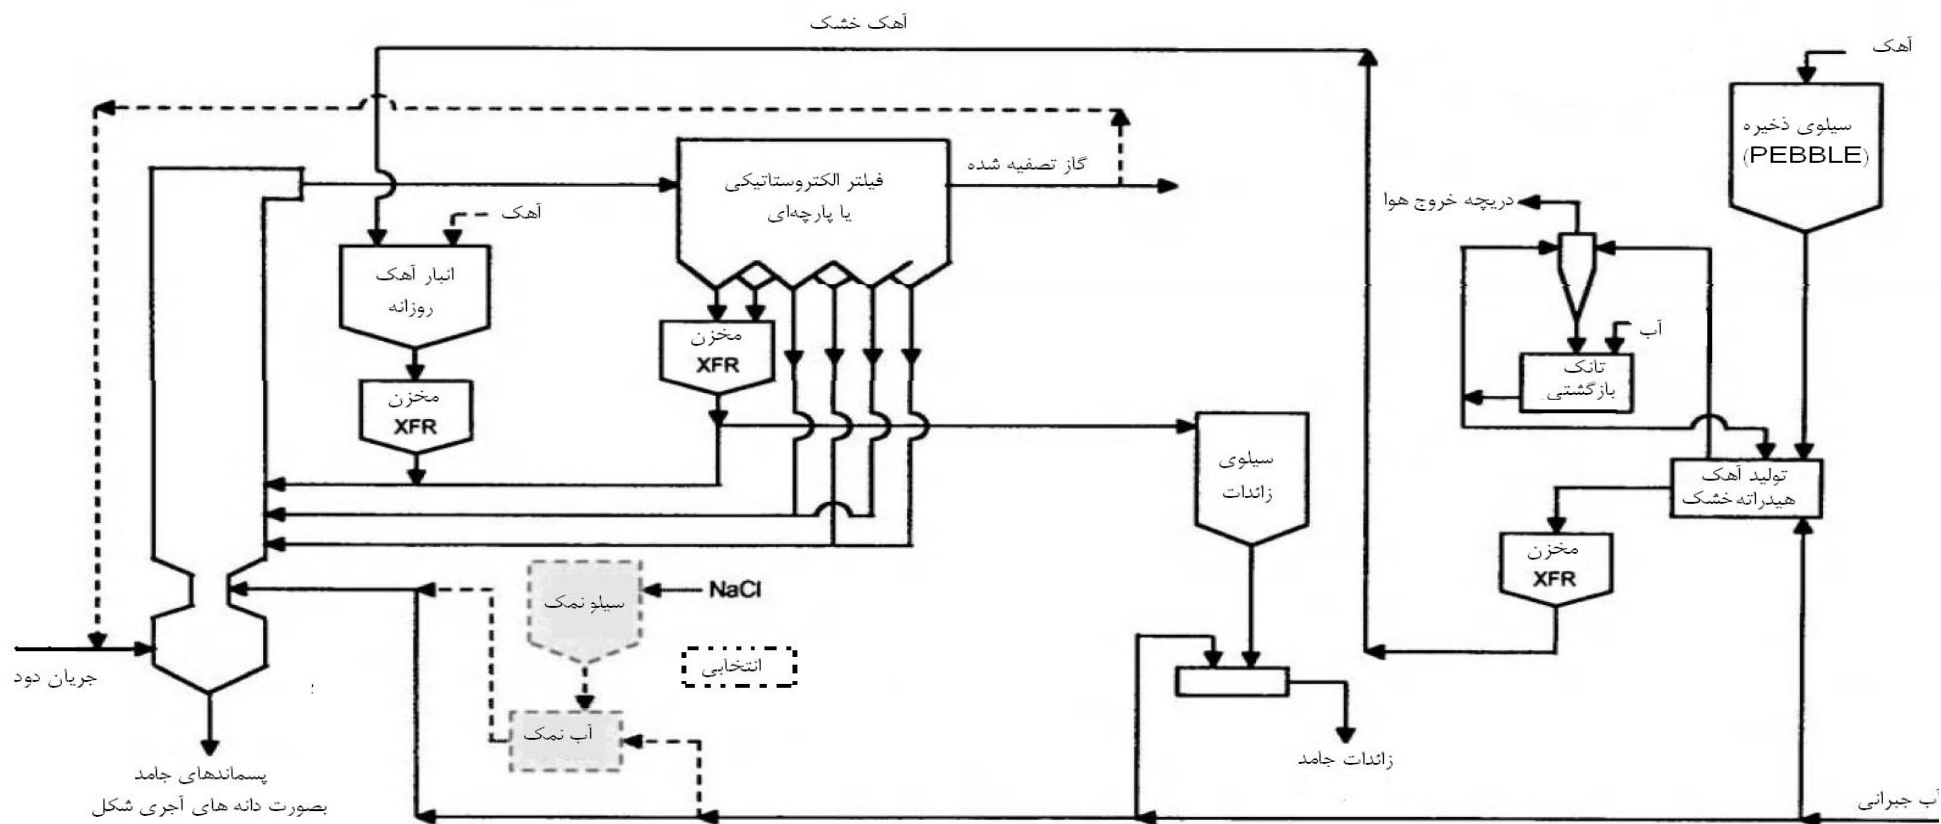 آهک خشک
آهک
سیلوی ذخیره
(PEBBLE)
گاز تصفیه شده
فیلتر الکتروستاتیکی
یا پارچه‌ای
آهک
دریچه خروج هوا
انبار آهک
روزانه
مخزن
XFR
آب
تانک
بازگشتی
مخزن
XFR
سیلوی
زائدات
تولید آهک
هیدراته خشک
مخزن
XFR
NaCl
سیلو نمک
انتخابی
جریان دود
آب نمک
زائدات جامد
پسماندهای جامد
بصورت دانه های آجری شکل
آب جبرانی